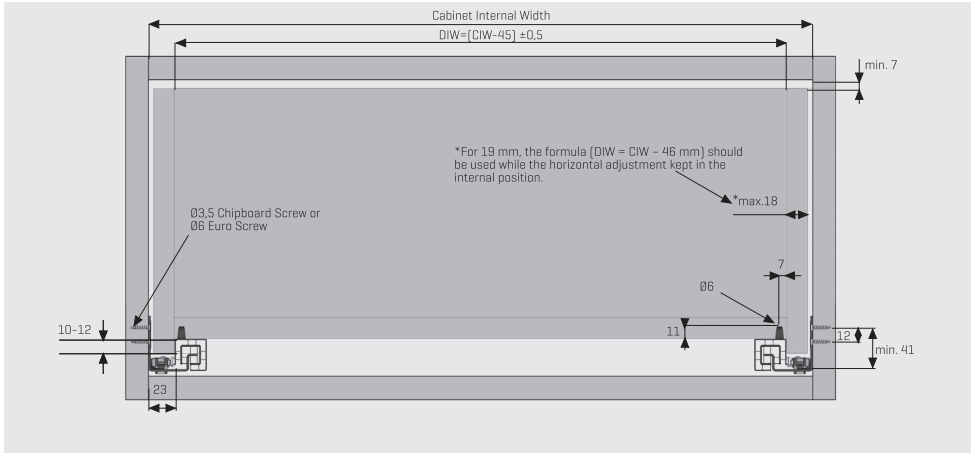 Cabinet Internal Width
DIW=(CIW-45) ±0,5
min. 7
*For 19 mm, the formula (DIW = CIW – 46 mm) should
be used while the horizontal adjustment kept in the
internal position.
*max.18
Ø3,5 Chipboard Screw or
Ø6 Euro Screw
7
Ø6
10-12
11
12
min. 41
23